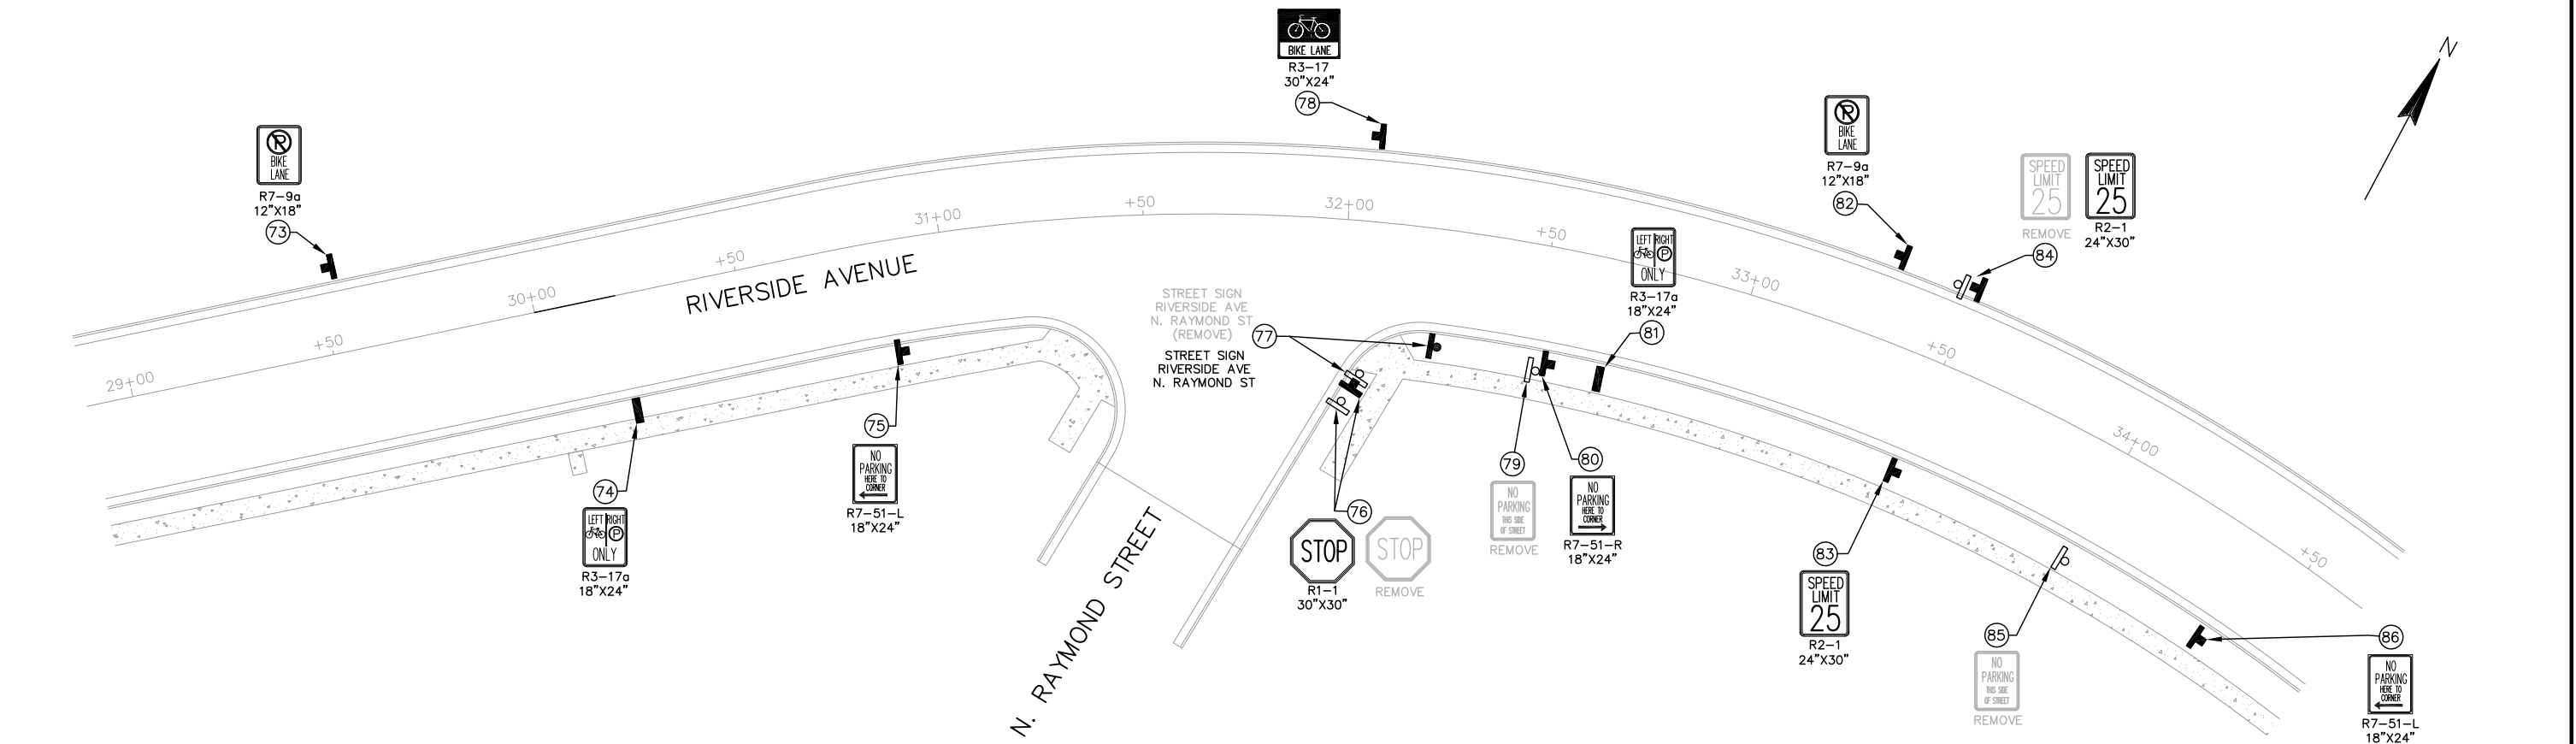 BIKE LANE
R3-17
30"X24"
78
N
BIKE
LANE
R7-9a
12"X18"
73
BIKE
LANE
R7-9a
12"X18"
82
SPEED
LIMIT
25
REMOVE
SPEED
LIMIT
25
R2-1
24"X30"
84
29+00
+50
30+00
+50
31+00
+50
32+00
+50
33+00
+50
34+00
+50
RIVERSIDE AVENUE
STREET SIGN
RIVERSIDE AVE
N. RAYMOND ST
(REMOVE)
77
STREET SIGN
RIVERSIDE AVE
N. RAYMOND ST
LEFT RIGHT
P
ONLY
R3-17a
18"X24"
81
74
LEFT RIGHT
P
ONLY
R3-17a
18"X24"
75
NO
PARKING
HERE TO
CORNER
R7-51-L
18"X24"
N. RAYMOND STREET
76
STOP
R1-1
30"X30"
STOP
REMOVE
79
NO
PARKING
THIS SIDE
OF STREET
REMOVE
80
NO
PARKING
HERE TO
CORNER
R7-51-R
18"X24"
83
SPEED
LIMIT
25
R2-1
24"X30"
85
NO
PARKING
THIS SIDE
OF STREET
REMOVE
86
NO
PARKING
HERE TO
CORNER
R7-51-L
18"X24"